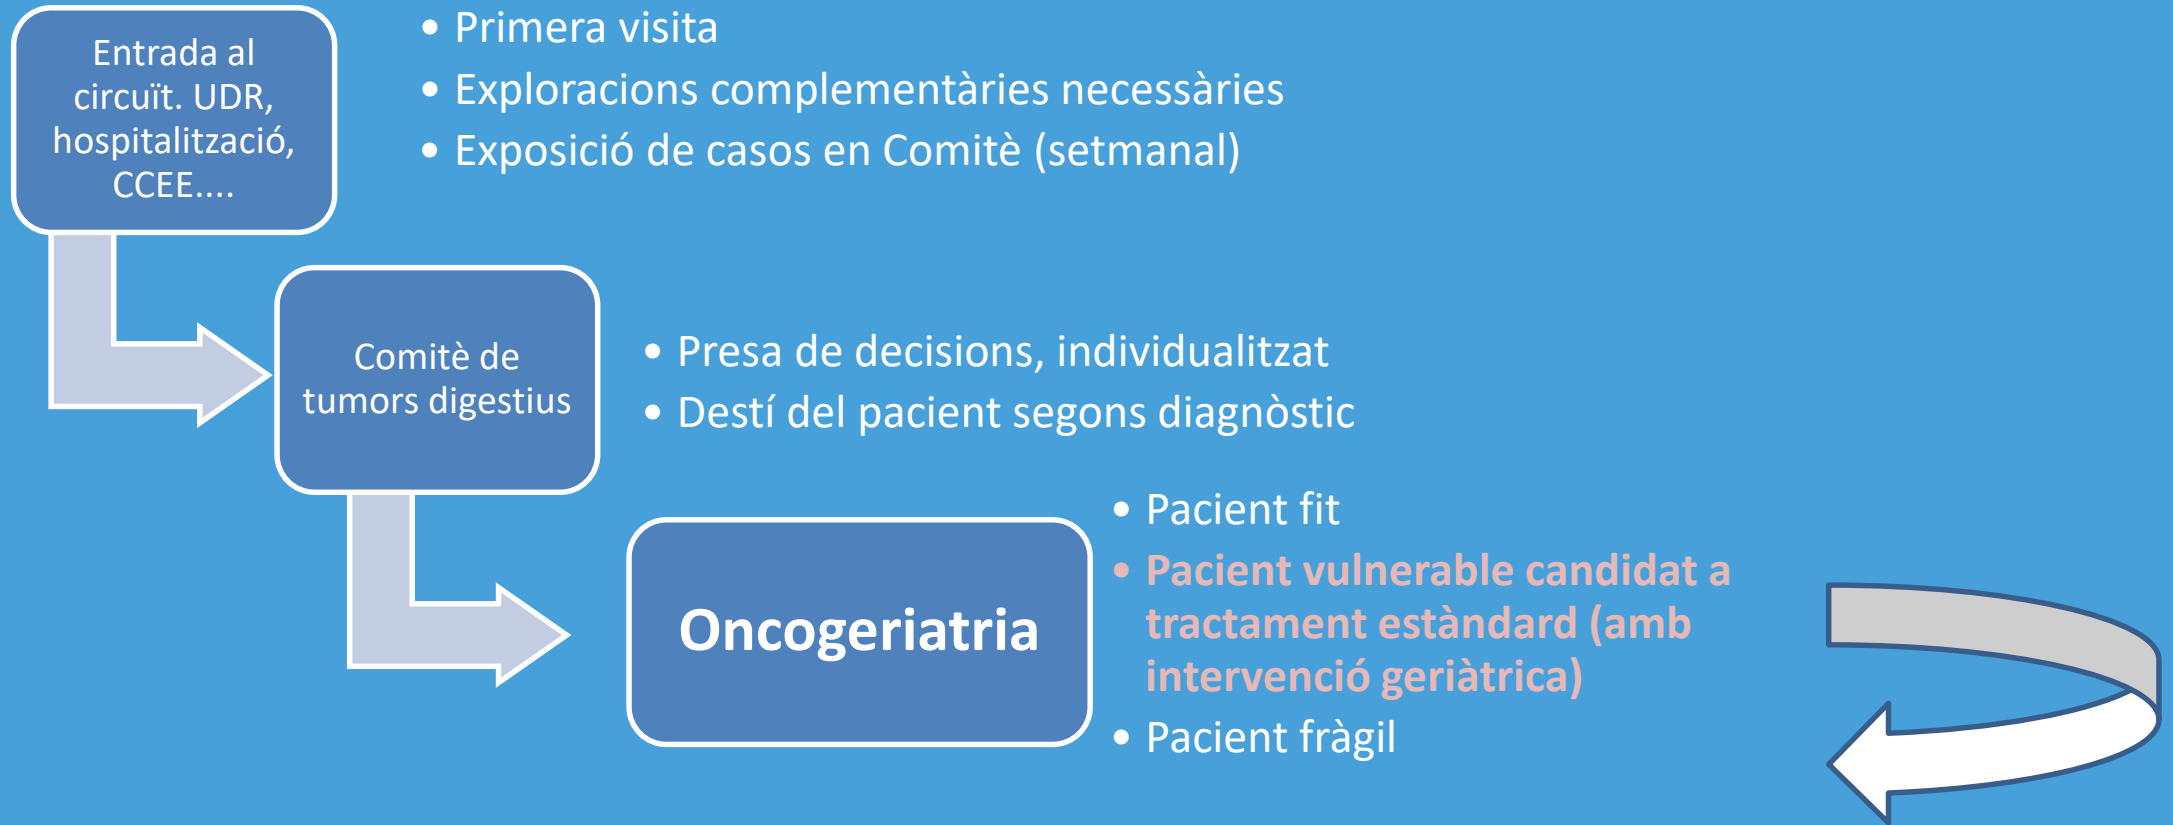 Entrada al
circuït. UDR,
hospitalització,
CCEE....
• Primera visita
• Exploracions complementàries necessàries
• Exposició de casos en Comitè (setmanal)
Comitè de
tumors digestius
• Presa de decisions, individualitzat
• Destí del pacient segons diagnòstic
Oncogeriatria
• Pacient fit
• Pacient vulnerable candidat a
tractament estàndard (amb
intervenció geriàtrica)
• Pacient fràgil